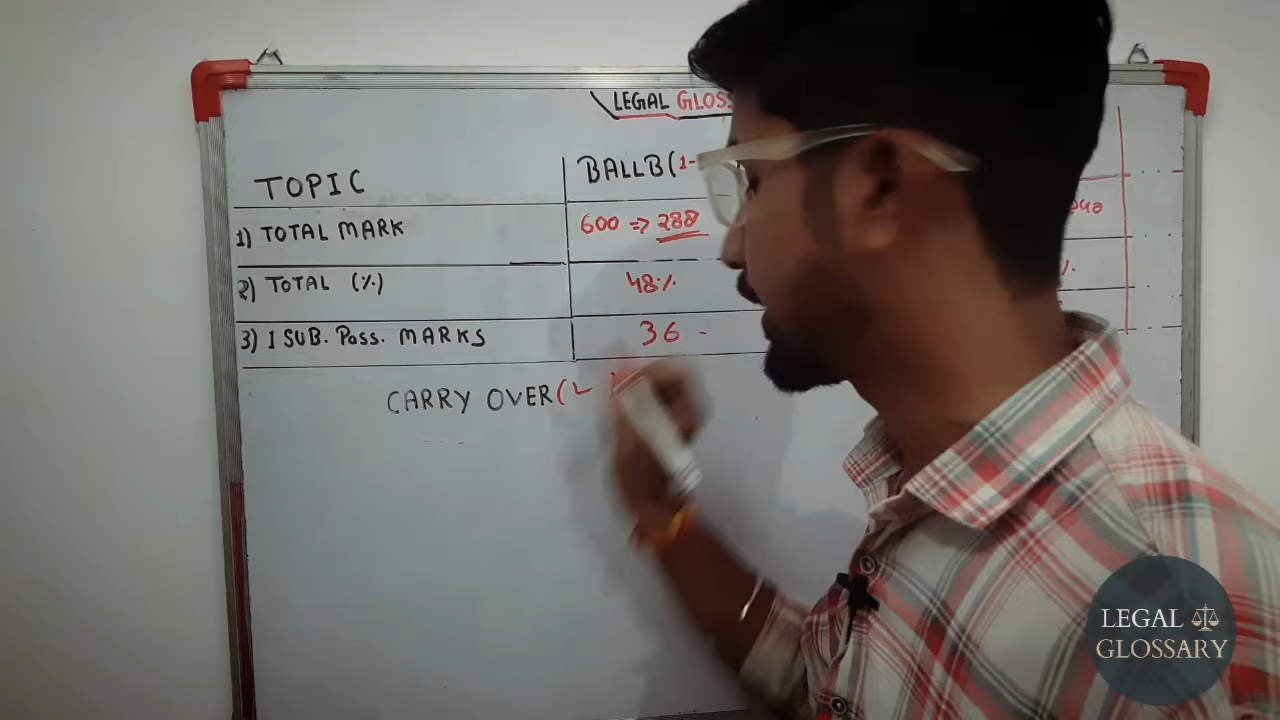 LEGAL GLOSS
TOPIC BALLB(1-
1) TOTAL MARK 600 => 288
2) TOTAL (%) 48%
3) 1 SUB. Pass. MARKS 36 -
CARRY OVER(
LEGAL
GLOSSARY